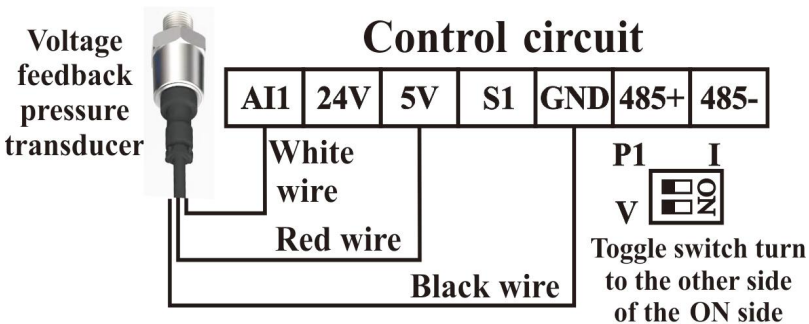 Voltage
feedback
pressure
transducer
Control circuit
AI1 24V 5V S1 GND 485+ 485-
White
wire
Red wire
Black wire
P1 I
ON
V
Toggle switch turn
to the other side
of the ON side